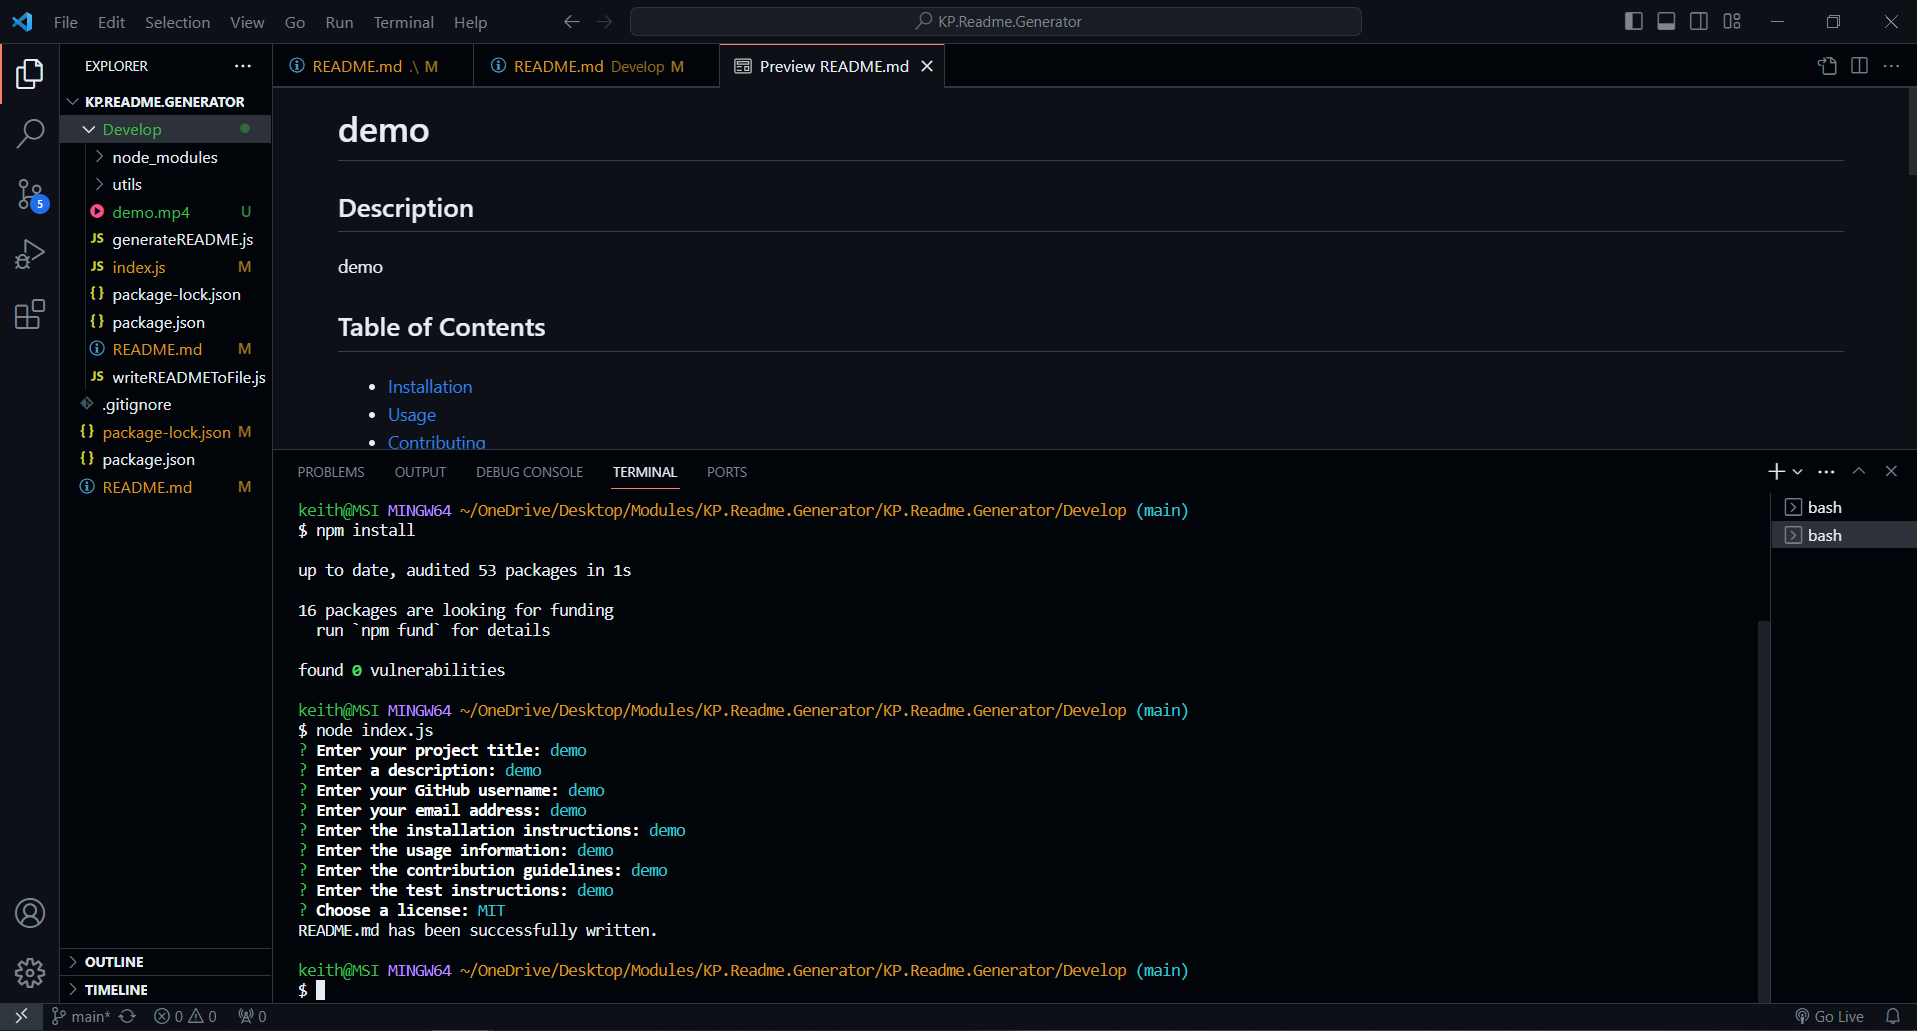 File Edit Selection View Go Run Terminal Help
KP.Readme.Generator
EXPLORER
KP.README.GENERATOR
Develop
node_modules
utils
demo.mp4 U
JS generateREADME.js
JS index.js M
{} package-lock.json
{} package.json
README.md M
JS writeREADMEToFile.js
.gitignore
{} package-lock.json M
{} package.json
README.md M
OUTLINE
TIMELINE
5
README.md .\ M
README.md Develop M
Preview README.md
demo
Description
demo
Table of Contents
• Installation
• Usage
• Contributing
PROBLEMS OUTPUT DEBUG CONSOLE TERMINAL PORTS
keith@MSI MINGW64 ~/OneDrive/Desktop/Modules/KP.Readme.Generator/KP.Readme.Generator/Develop (main)
$ npm install
up to date, audited 53 packages in 1s
16 packages are looking for funding
run `npm fund` for details
found 0 vulnerabilities
keith@MSI MINGW64 ~/OneDrive/Desktop/Modules/KP.Readme.Generator/KP.Readme.Generator/Develop (main)
$ node index.js
? Enter your project title: demo
? Enter a description: demo
? Enter your GitHub username: demo
? Enter your email address: demo
? Enter the installation instructions: demo
? Enter the usage information: demo
? Enter the contribution guidelines: demo
? Enter the test instructions: demo
? Choose a license: MIT
README.md has been successfully written.
keith@MSI MINGW64 ~/OneDrive/Desktop/Modules/KP.Readme.Generator/KP.Readme.Generator/Develop (main)
$
bash
bash
main* 0 0 0
Go Live